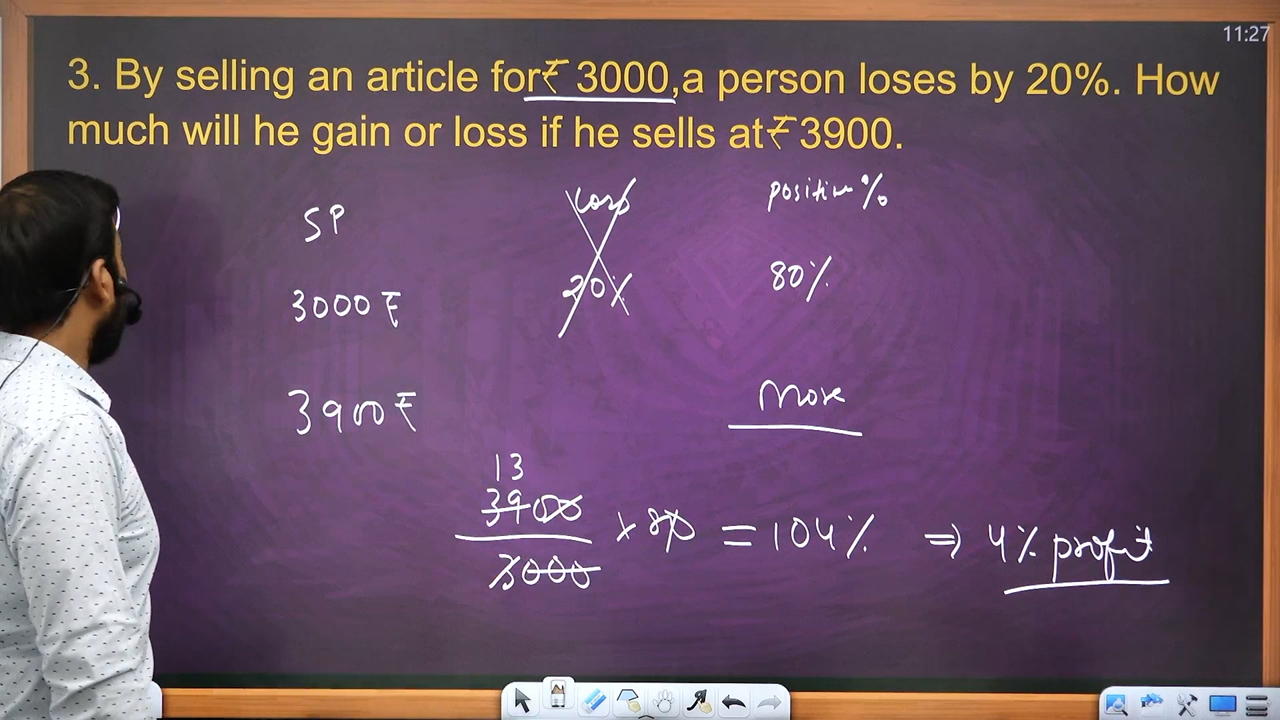 11:27
3. By selling an article for₹ 3000,a person loses by 20%. How
much will he gain or loss if he sells at₹ 3900.
SP loss positive%
3000 ₹ 20% 80%
3900₹ More
13
3900
3000 × 80 = 104% ⇒ 4% profit